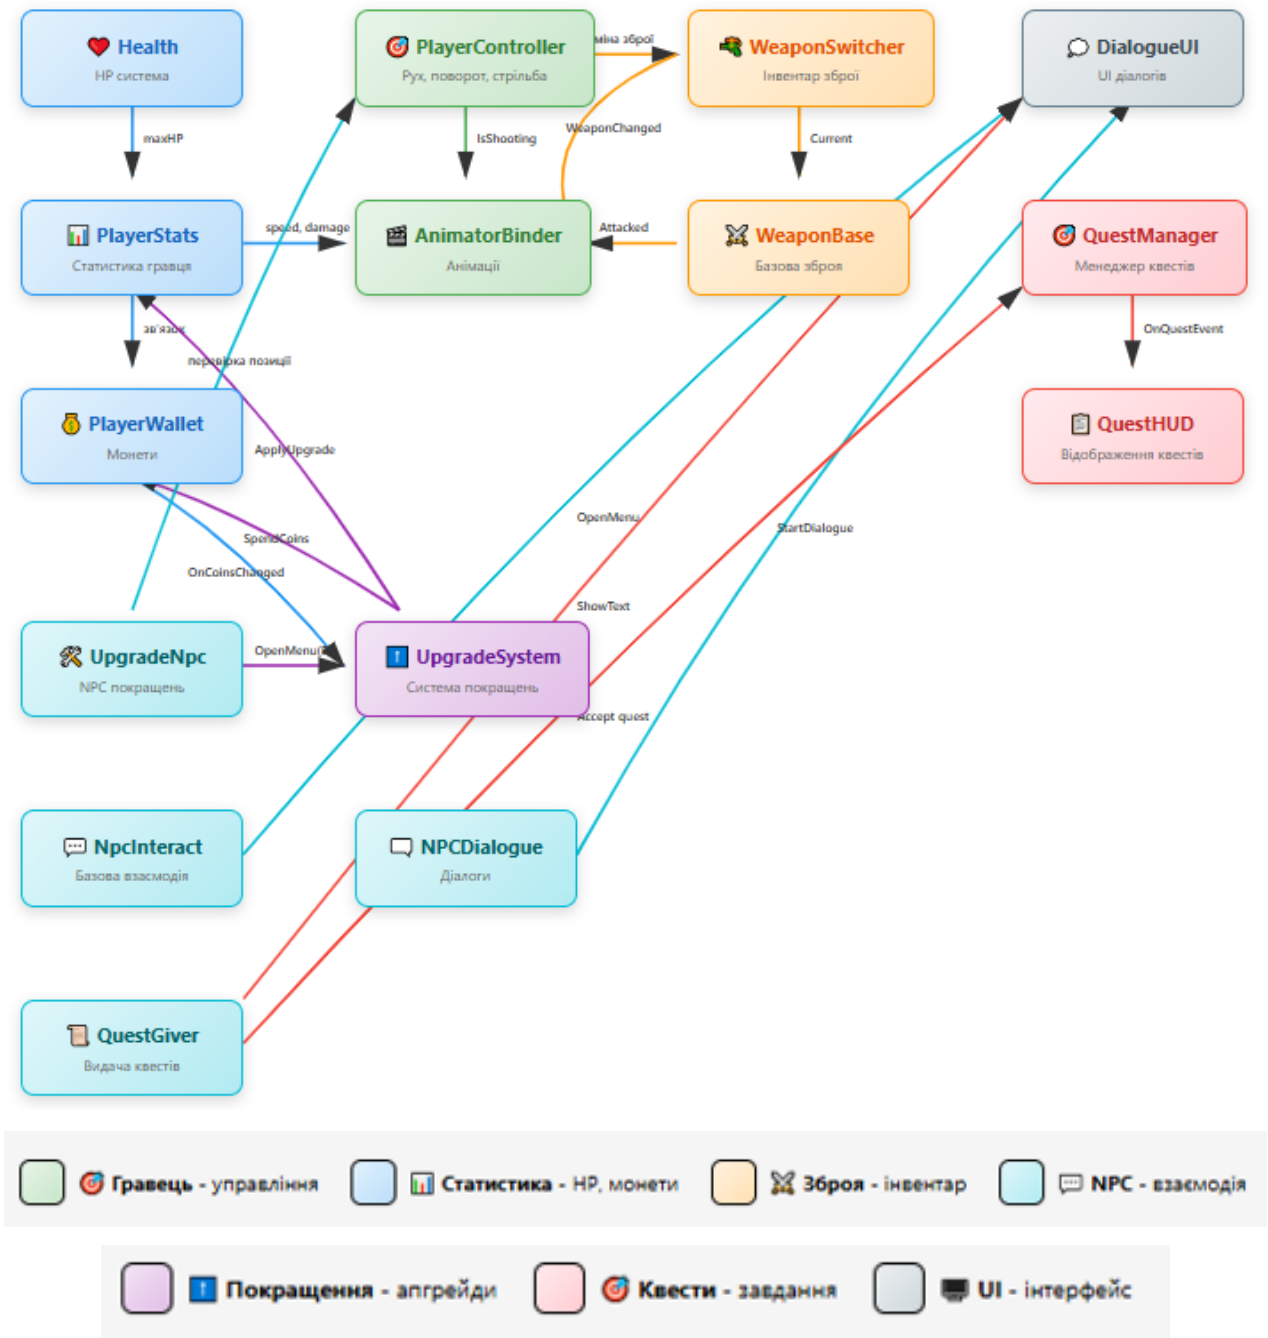 Health
HP система
PlayerController
Рух, поворот, стрільба
міна зброї
WeaponSwitcher
Інвентар зброї
DialogueUI
UI діалогів
maxHP
IsShooting
WeaponChanged
Current
PlayerStats
Статистика гравця
speed, damage
AnimatorBinder
Анімації
Attacked
WeaponBase
Базова зброя
QuestManager
Менеджер квестів
зв'язок
перевірка позиції
OnQuestEvent
PlayerWallet
Монети
ApplyUpgrade
QuestHUD
Відображення квестів
SpendCoins
OnCoinsChanged
OpenMenu
StartDialogue
ShowText
UpgradeNpc
NPC покращень
OpenMenu(
UpgradeSystem
Система покращень
Accept quest
NpcInteract
Базова взаємодія
NPCDialogue
Діалоги
QuestGiver
Видача квестів
Гравець - управління
Статистика - HP, монети
Зброя - інвентар
NPC - взаємодія
Покращення - апгрейди
Квести - завдання
UI - інтерфейс